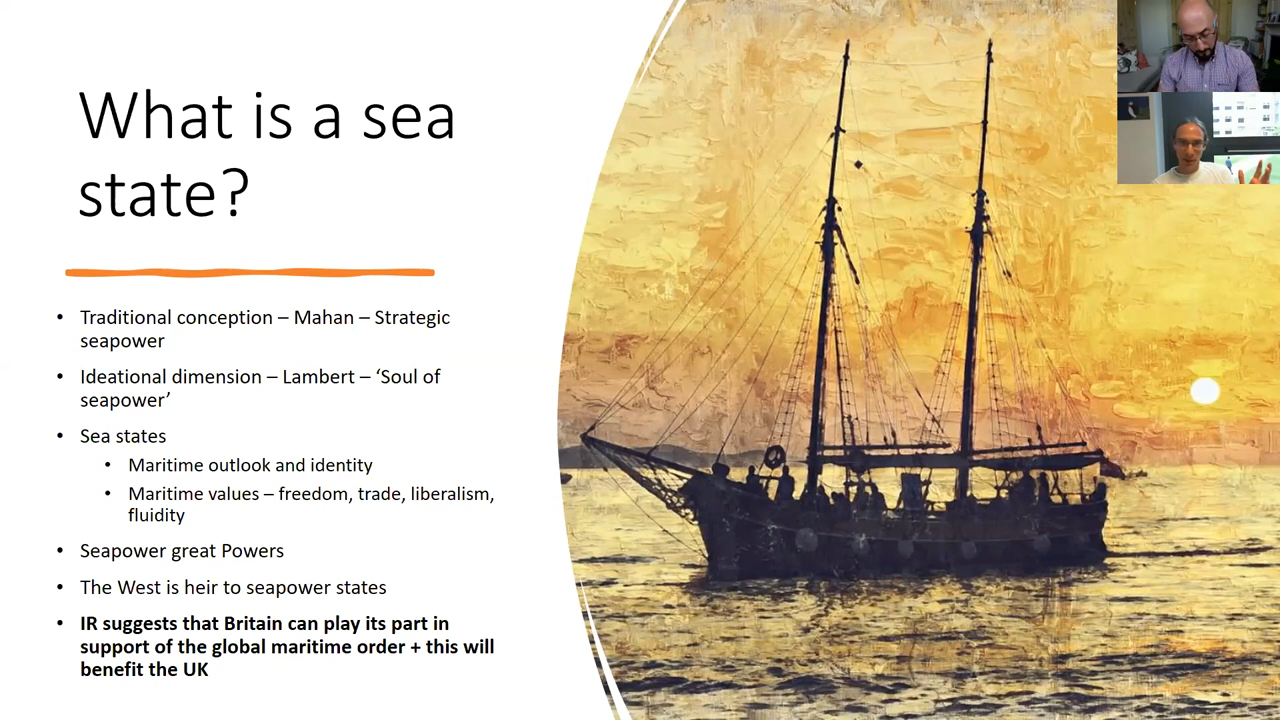 What is a sea
state?
• Traditional conception – Mahan – Strategic
seapower
• Ideational dimension – Lambert – ‘Soul of
seapower’
• Sea states
• Maritime outlook and identity
• Maritime values – freedom, trade, liberalism,
fluidity
• Seapower great Powers
• The West is heir to seapower states
• IR suggests that Britain can play its part in
support of the global maritime order + this will
benefit the UK